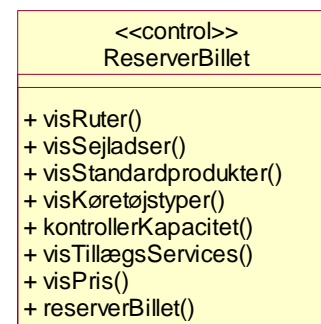 <<control>>
ReserverBillet
+ visRuter()
+ visSejladser()
+ visStandardprodukter()
+ visKøretøjstyper()
+ kontrollerKapacitet()
+ visTillægsServices()
+ visPris()
+ reserverBillet()